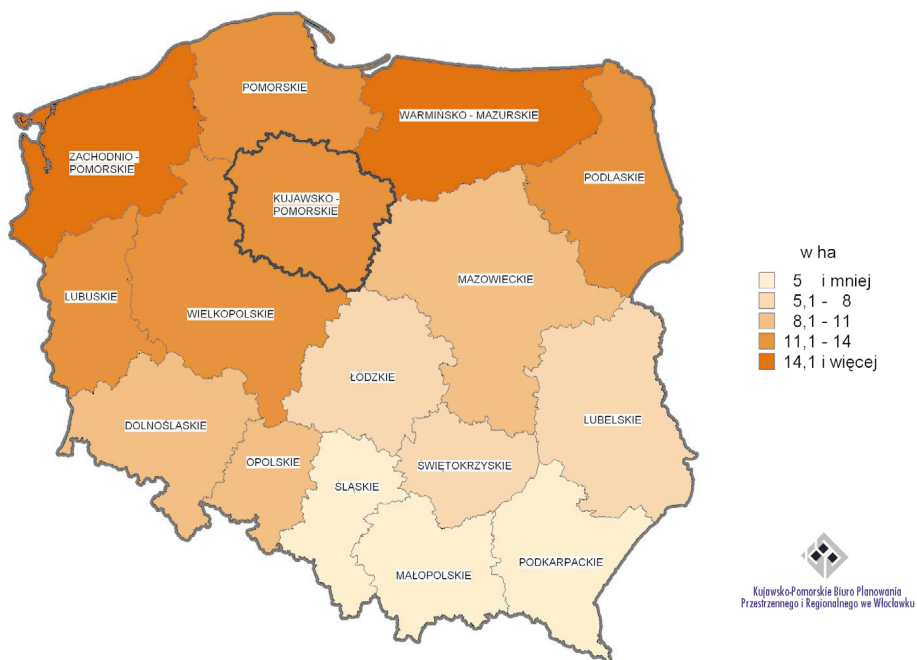 POMORSKIE
WARMIŃSKO - MAZURSKIE
ZACHODNIO -
POMORSKIE
PODLASKIE
KUJAWSKO -
POMORSKIE
w ha
MAZOWIECKIE
5 i mniej
LUBUSKIE
5,1 - 8
WIELKOPOLSKIE
8,1 - 11
11,1 - 14
14,1 i więcej
ŁÓDZKIE
LUBELSKIE
DOLNOŚLĄSKIE
OPOLSKIE
ŚWIĘTOKRZYSKIE
ŚLĄSKIE
PODKARPACKIE
MAŁOPOLSKIE
Kujawsko-Pomorskie Biuro Planowania
Przestrzennego i Regionalnego we Włocławku